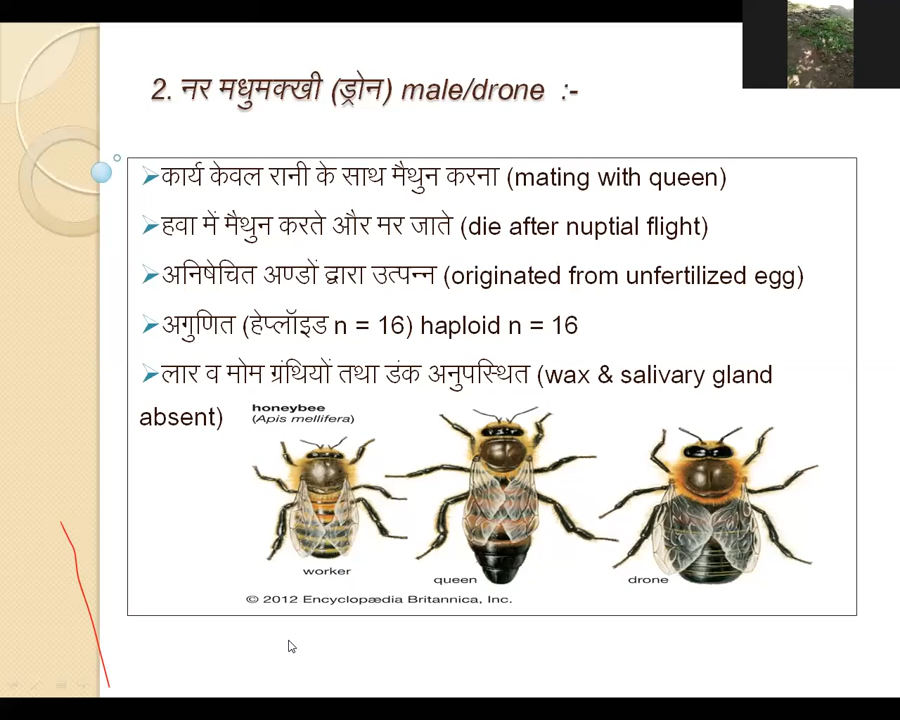 2. नर मधुमक्खी (ड्रोन) male/drone :-
➢कार्य केवल रानी के साथ मैथुन करना (mating with queen)
➢हवा में मैथुन करते और मर जाते (die after nuptial flight)
➢अनिषेचित अण्डों द्वारा उत्पन्न (originated from unfertilized egg)
➢अगुणित (हेप्लॉइड n = 16) haploid n = 16
➢लार व मोम ग्रंथियों तथा डंक अनुपस्थित (wax & salivary gland
absent)
honeybee
(Apis mellifera)
worker
queen
drone
© 2012 Encyclopædia Britannica, Inc.